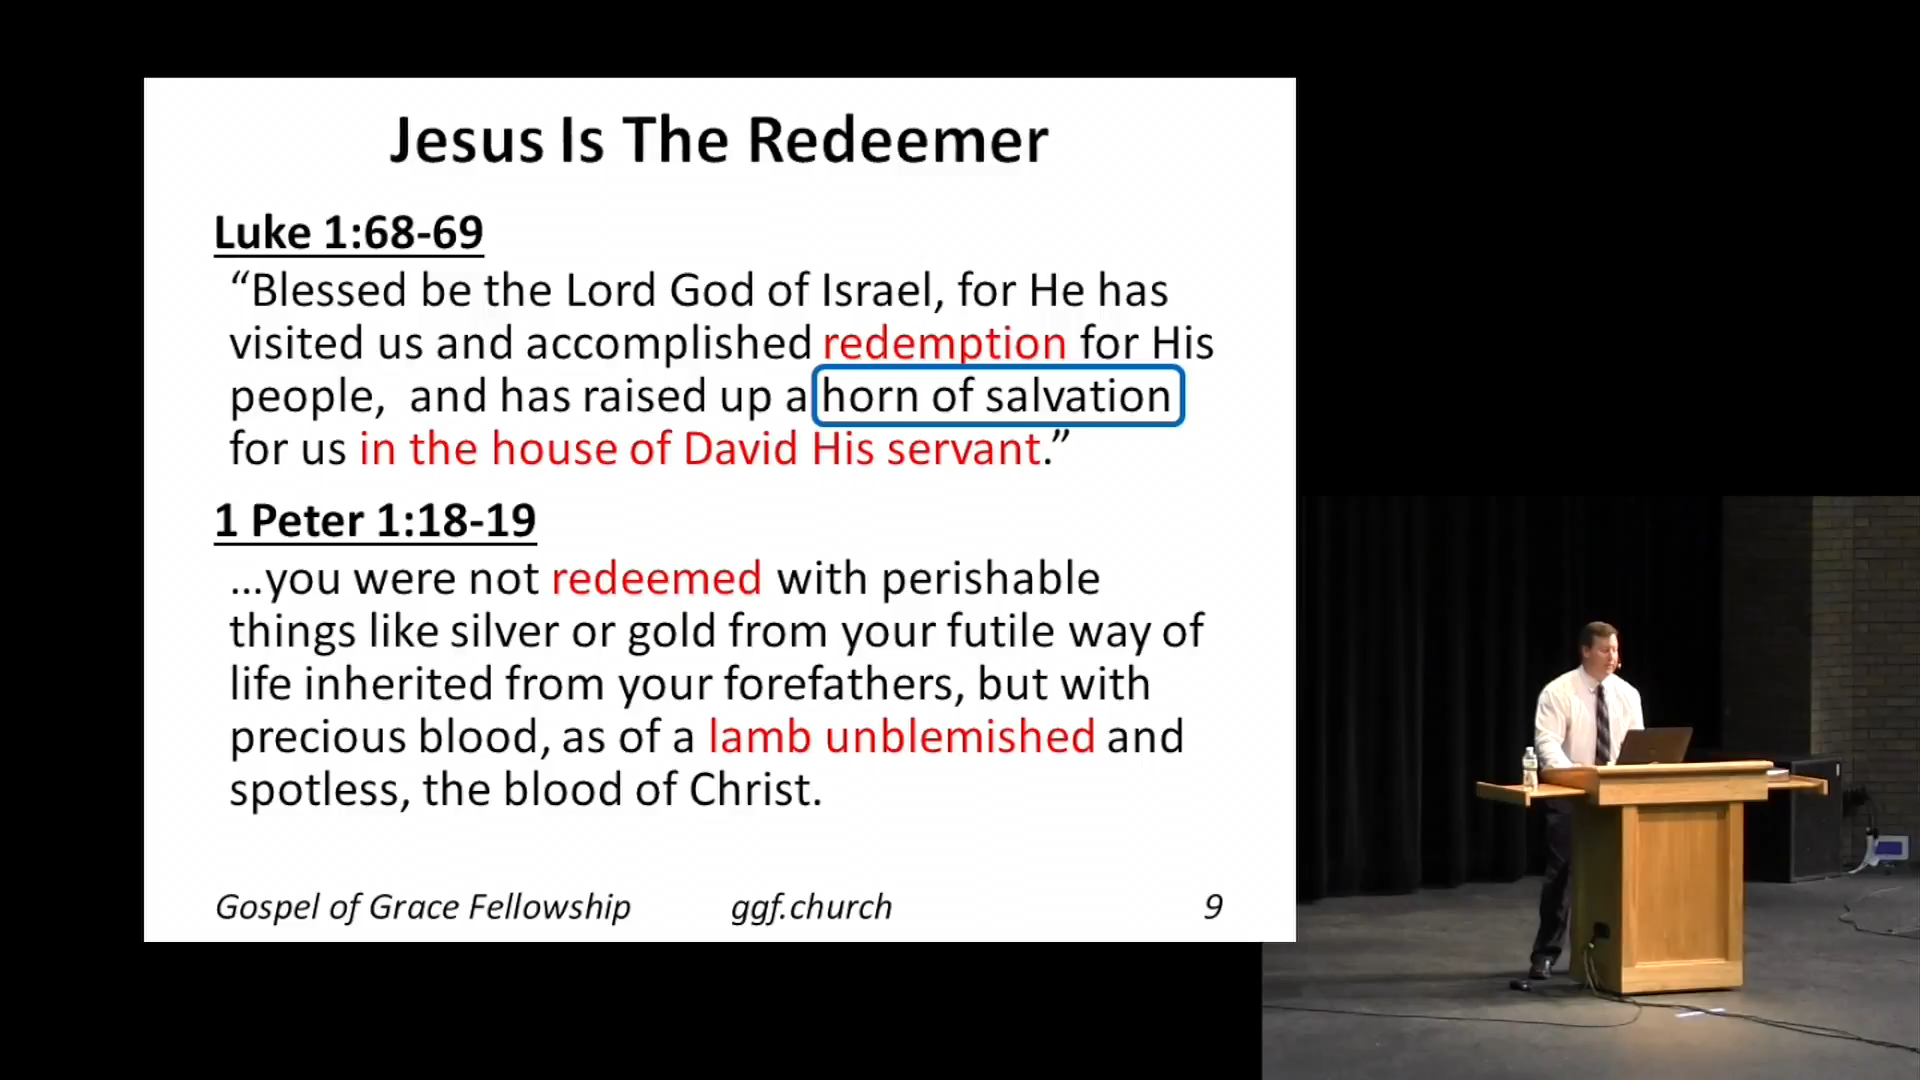 Jesus Is The Redeemer
Luke 1:68-69
“Blessed be the Lord God of Israel, for He has
visited us and accomplished redemption for His
people,  and has raised up a horn of salvation
for us in the house of David His servant.”
1 Peter 1:18-19
…you were not redeemed with perishable
things like silver or gold from your futile way of
life inherited from your forefathers, but with
precious blood, as of a lamb unblemished and
spotless, the blood of Christ.
Gospel of Grace Fellowship ggf.church 9